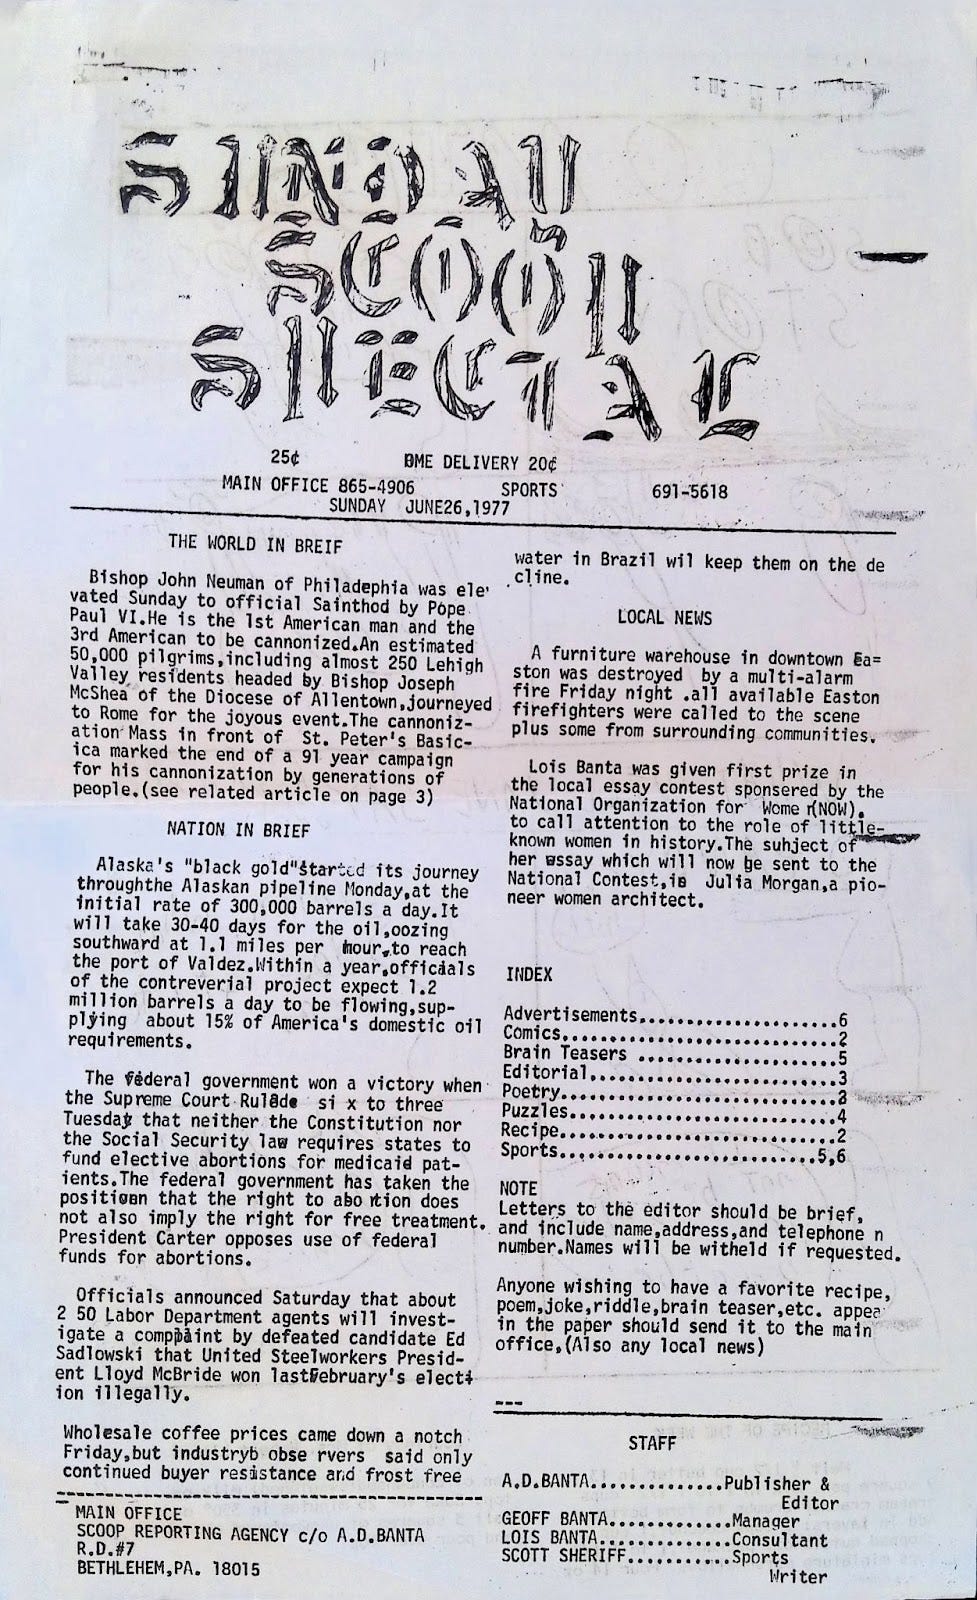 SUNDAY
SCOOP
SPECIAL
25¢ OME DELIVERY 20¢
MAIN OFFICE 865-4906 SPORTS 691-5618
SUNDAY JUNE26,1977
THE WORLD IN BREIF
Bishop John Neuman of Philadephia was ele-
vated Sunday to official Sainthod by Pope
Paul VI.He is the 1st American man and the
3rd American to be cannonized.An estimated
50,000 pilgrims,including almost 250 Lehigh
Valley residents headed by Bishop Joseph
McShea of the Diocese of Allentown,journeyed
to Rome for the joyous event.The cannoniz-
ation Mass in front of St. Peter's Basic-
ica marked the end of a 91 year campaign
for his cannonization by generations of
people.(see related article on page 3)
NATION IN BRIEF
Alaska's "black gold"started its journey
throughthe Alaskan pipeline Monday,at the
initial rate of 300,000 barrels a day.It
will take 30-40 days for the oil,oozing
southward at 1.1 miles per hour,to reach
the port of Valdez.Within a year,officials
of the contreverial project expect 1.2
million barrels a day to be flowing,sup-
plying about 15% of America's domestic oil
requirements.
The federal government won a victory when
the Supreme Court Rulade si x to three
Tuesday that neither the Constitution nor
the Social Security law requires states to
fund elective abortions for medicaid pat-
ients.The federal government has taken the
that the right to abo rtion does
not also imply the right for free treatment.
President Carter opposes use of federal
funds for abortions.
Officials announced Saturday that about
2 50 Labor Department agents will invest-
igate a complaint by defeated candidate Ed
Sadlowski that United Steelworkers Presid-
ent Lloyd McBride won lastFebruary's elect-
ion illegally.
Wholesale coffee prices came down a notch
Friday,but industryb obse rvers said only
continued buyer resistance and frost free
MAIN OFFICE
SCOOP REPORTING AGENCY c/o A.D.BANTA
R.D.#7
BETHLEHEM,PA. 18015
water in Brazil wil keep them on the de
cline.
LOCAL NEWS
A furniture warehouse in downtown Ea=
ston was destroyed by a multi-alarm
fire Friday night .all available Easton
firefighters were called to the scene
plus some from surrounding communities.
Lois Banta was given first prize in
the local essay contest sponsered by the
National Organization for Women(NOW).
to call attention to the role of little-
known women in history.The suhject of
her essay which will now be sent to the
National Contest,is Julia Morgan,a pio-
neer women architect.
INDEX
Advertisements......................6
Comics..............................2
Brain Teasers ......................5
Editorial...........................3
Poetry..............................3
Puzzles.............................4
Recipe..............................2
Sports............................5,6
NOTE
Letters to the editor should be brief,
and include name,address,and telephone n
number.Names will be witheld if requested.
Anyone wishing to have a favorite recipe,
poem,joke,riddle,brain teaser,etc. appear
in the paper should send it to the main
office,(Also any local news)
---
STAFF
A.D.BANTA..............Publisher &
Editor
GEOFF BANTA.............Manager
LOIS BANTA..............Consultant
SCOTT SHERIFF...........Sports
Writer